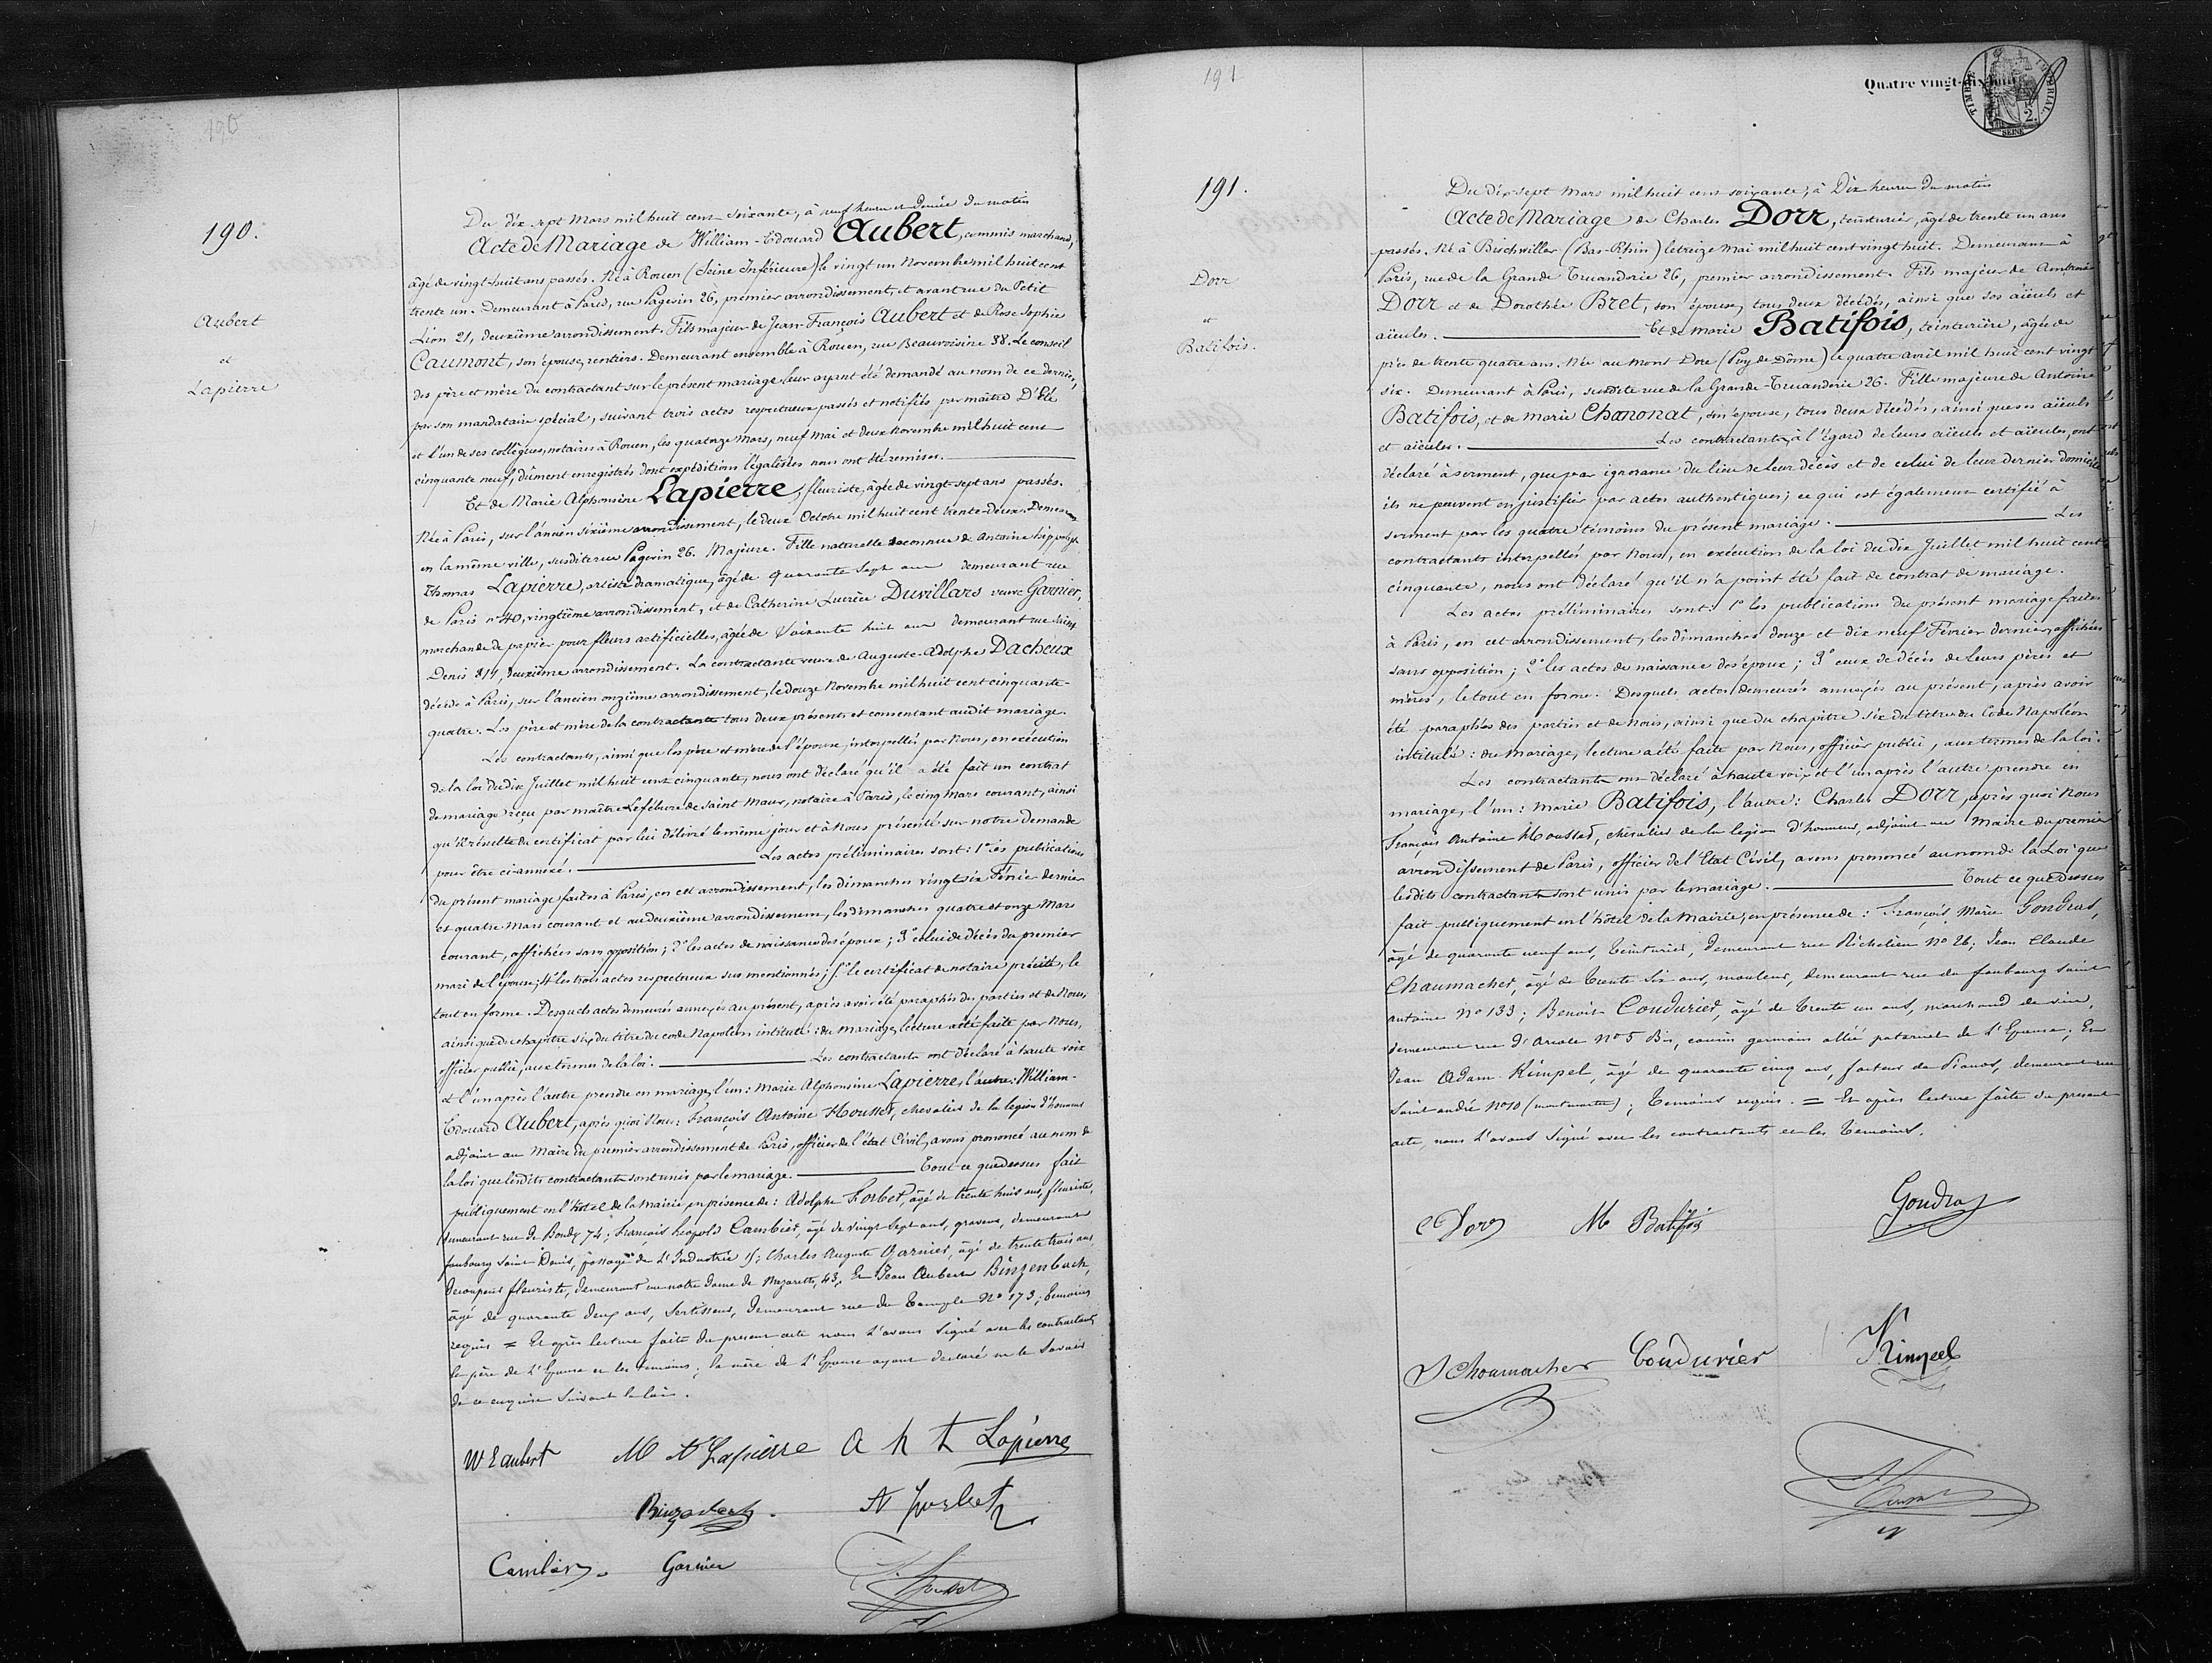 190
190.
Aubert
et
Lapierre
Du dix sept Mars mil huit cent soixante, à neuf heures et demie du matin
Acte de Mariage de William-Edouard Aubert, commis marchand,
âgé de vingt-huit ans passés. Né à Rouen (Seine Inférieure) le vingt un Novembre mil huit cent
trente un. Demeurant à Paris, rue Pagevin 26, premier arrondissement, et avant rue du Petit
Lion 21, deuxième arrondissement. Fils majeur de Jean-François Aubert et de Rose Sophie
Caumont, son épouse, rentiers. Demeurant ensemble à Rouen, rue Beauvoisine 38. Le conseil
des père et mère du contractant sur le présent mariage leur ayant été demandé au nom de ce dernier,
par son mandataire spécial, suivant trois actes respectueux passés et notifiés par maître D'Été
et l'un de ses collègues, notaires à Rouen, les quatorze Mars, neuf Mai et deux Novembre mil huit cent
cinquante neuf, dûment enregistrés dont expéditions légalisées nous ont été remises.
Et de Marie Alphonsine Lapierre, fleuriste, âgée de vingt-sept ans passés.
Née à Paris, sur l'ancien sixième arrondissement, le deux Octobre mil huit cent trente-deux. Demeurant
en la même ville, susdite rue Pagevin 26. Majeure. Fille naturelle reconnue de Antoine hippolyte
Thomas Lapierre, artiste dramatique, âgé de quarante sept ans demeurant rue
de Paris n° 40, vingtième arrondissement, et de Catherine Lucrèce Duvillars veuve Garnier,
marchande de papier pour fleurs artificielles, âgée de Soixante huit ans demeurant rue Saint
Denis 314, deuxième arrondissement. La contractante veuve de Auguste-Adolphe Dacheux
décédé à Paris, sur l'ancien onzième arrondissement, le douze Novembre mil huit cent cinquante-
quatre. Les père et mère de la contractante tous deux présents et consentant audit mariage.
Les contractants, ainsi que les père et mère de l'épouse, interpellés par Nous, en exécution
de la loi du dix Juillet mil huit cent cinquante, nous ont déclaré qu'il a été fait un contrat
de mariage reçu par maître Lefébure de Saint Maur, notaire à Paris, le cinq Mars courant, ainsi
qu'il résulte du certificat par lui délivré le même jour et à Nous présenté sur notre demande
pour être ci-annexé. Les actes préliminaires sont: 1° les publications
du présent mariage faites à Paris, en cet arrondissement, les dimanches vingt six Février dernier
et quatre Mars courant et au deuxième arrondissement, les dimanches quatre et onze Mars
courant, affichées sans opposition; 2° les actes de naissance des époux; 3° celui de décès du premier
mari de l'épouse; 4° les trois actes respectueux sus mentionnés; 5° le certificat de notaire précité, le
tout en forme. Desquels actes demeurés annexés au présent, après avoir été paraphés des parties et de Nous,
ainsi que du chapitre six du titre du code Napoléon intitulé: du Mariage, lecture a été faite par Nous,
officier public, aux termes de la loi. Les contractants ont déclaré à haute voix
et l'un après l'autre prendre en mariage, l'un: Marie Alphonsine Lapierre, l'autre: William-
Edouard Aubert, après quoi Nous: François Antoine Housset, chevalier de la légion d'honneur
adjoint au Maire du premier arrondissement de Paris, officier de l'état Civil, avons prononcé au nom de
la loi que lesdits contractants sont unis par le mariage. Tout ce que dessus fait
publiquement en l'hôtel de la Mairie, en présence de: Adolphe Forbet, âgé de trente huit ans, fleuriste,
demeurant rue de Bondy 74; François Léopold Cambier, âgé de vingt sept ans, graveur, demeurant
faubourg Saint Denis, passage de L'Industrie 15; Charles Auguste Garnier, âgé de trente trois ans,
découpeur fleuriste, demeurant rue notre Dame de Nazareth, 43, Et Jean Aubert Binzenbach,
âgé de quarante deux ans, Sertisseur, demeurant rue du Temple N° 173; témoins
requis = Et après lecture faite du present acte nous L'avons Signé avec les contractants
le père de L'Epouse et les témoins; la mère de L'Epouse ayant déclaré ne le Savoir
de ce enquise Suivant la loi.
W E aubert M A Lapierre A h t Lapierre
Binzenbach. A forbet
Cambier. Garnier
Housset
191
Quatre vingt-dix huit
TIMBRE IMPÉRIAL
2.
SEINE
191.
Dorr
et
Batifois.
Du dix-sept Mars mil huit cent soixante, à Dix heures du matin
Acte de Mariage de Charles Dorr, teinturier, âgé de trente un ans
passés. Né à Bischwiller (Bas-Rhin) le treize Mai mil huit cent vingt huit. Demeurant à
Paris, rue de la Grande Truanderie 26, premier arrondissement. Fils majeur de Ambroise
Dorr et de Dorothée Bret, son épouse, tous deux décédés, ainsi que ses aïeuls et
aïeules. Et de Marie Batifois, teinturière, âgée de
près de trente quatre ans. Née au Mont Dore (Puy de Dôme) le quatre avril mil huit cent vingt
six. Demeurant à Paris, susdite rue de la Grande-Truanderie 26. Fille majeure de Antoine
Batifois, et de Marie Chanonat, son épouse, tous deux décédés, ainsi que ses aïeuls
et aïeules. Les contractants, à l'égard de leurs aïeuls et aïeules, ont
déclaré à serment, que par ignorance du lieu de leur décès et de celui de leur dernier domicile
ils ne peuvent en justifier par actes authentiques; ce qui est également certifié à
serment par les quatre témoins du présent mariage. Les
contractants interpellés par Nous, en exécution de la loi du dix Juillet mil huit cent
cinquante, nous ont déclaré qu'il n'a point été fait de contrat de mariage.
Les actes préliminaires sont: 1° les publications du présent mariage faites
à Paris, en cet arrondissement, les dimanches douze et dix neuf Février dernier, affichées
sans opposition; 2° les actes de naissance des époux; 3° ceux de décès de leurs pères et
mères, le tout en forme. Desquels actes demeurés annexés au présent, après avoir
été paraphés des parties et de Nous, ainsi que du chapitre six du titre du Code Napoléon
intitulé: du Mariage, lecture a été faite par Nous, officier public, aux termes de la loi.
Les contractants ont déclaré à haute voix et l'un après l'autre prendre en
mariage, l'un: Marie Batifois, l'autre: Charles Dorr, après quoi Nous
François Antoine Housset, chevalier de la légion d'honneur, adjoint au Maire du premier
arrondissement de Paris, officier de l'Etat Civil, avons prononcé au nom de la Loi que
lesdits contractants sont unis par le mariage. Tout ce que dessus
fait publiquement en l'hôtel de la Mairie, en présence de: François Marie Gondras,
âgé de quarante neuf ans, teinturier, demeurant rue Richelieu N° 26; Jean Claude
Chaumacher, âgé de trente Six ans, mouleur, demeurant rue du faubourg Saint
antoine N° 133; Benoit Coudurier, âgé de trente un ans, marchand de vin,
demeurant rue D'Arcole N° 5 Bis, cousin germain allié paternel de L'Epouse; Et
Jean Adam Kimpel, âgé de quarante cinq ans, facteur de Pianos, demeurant rue
Saint andré N° 10 (montmartre); Témoins requis. = Et après lecture faite du present
acte, nous L'avons Signé avec les contractants et les témoins.
C Dorr M Batifois Gondras
Schoumacher Coudurier Kimpel
Housset